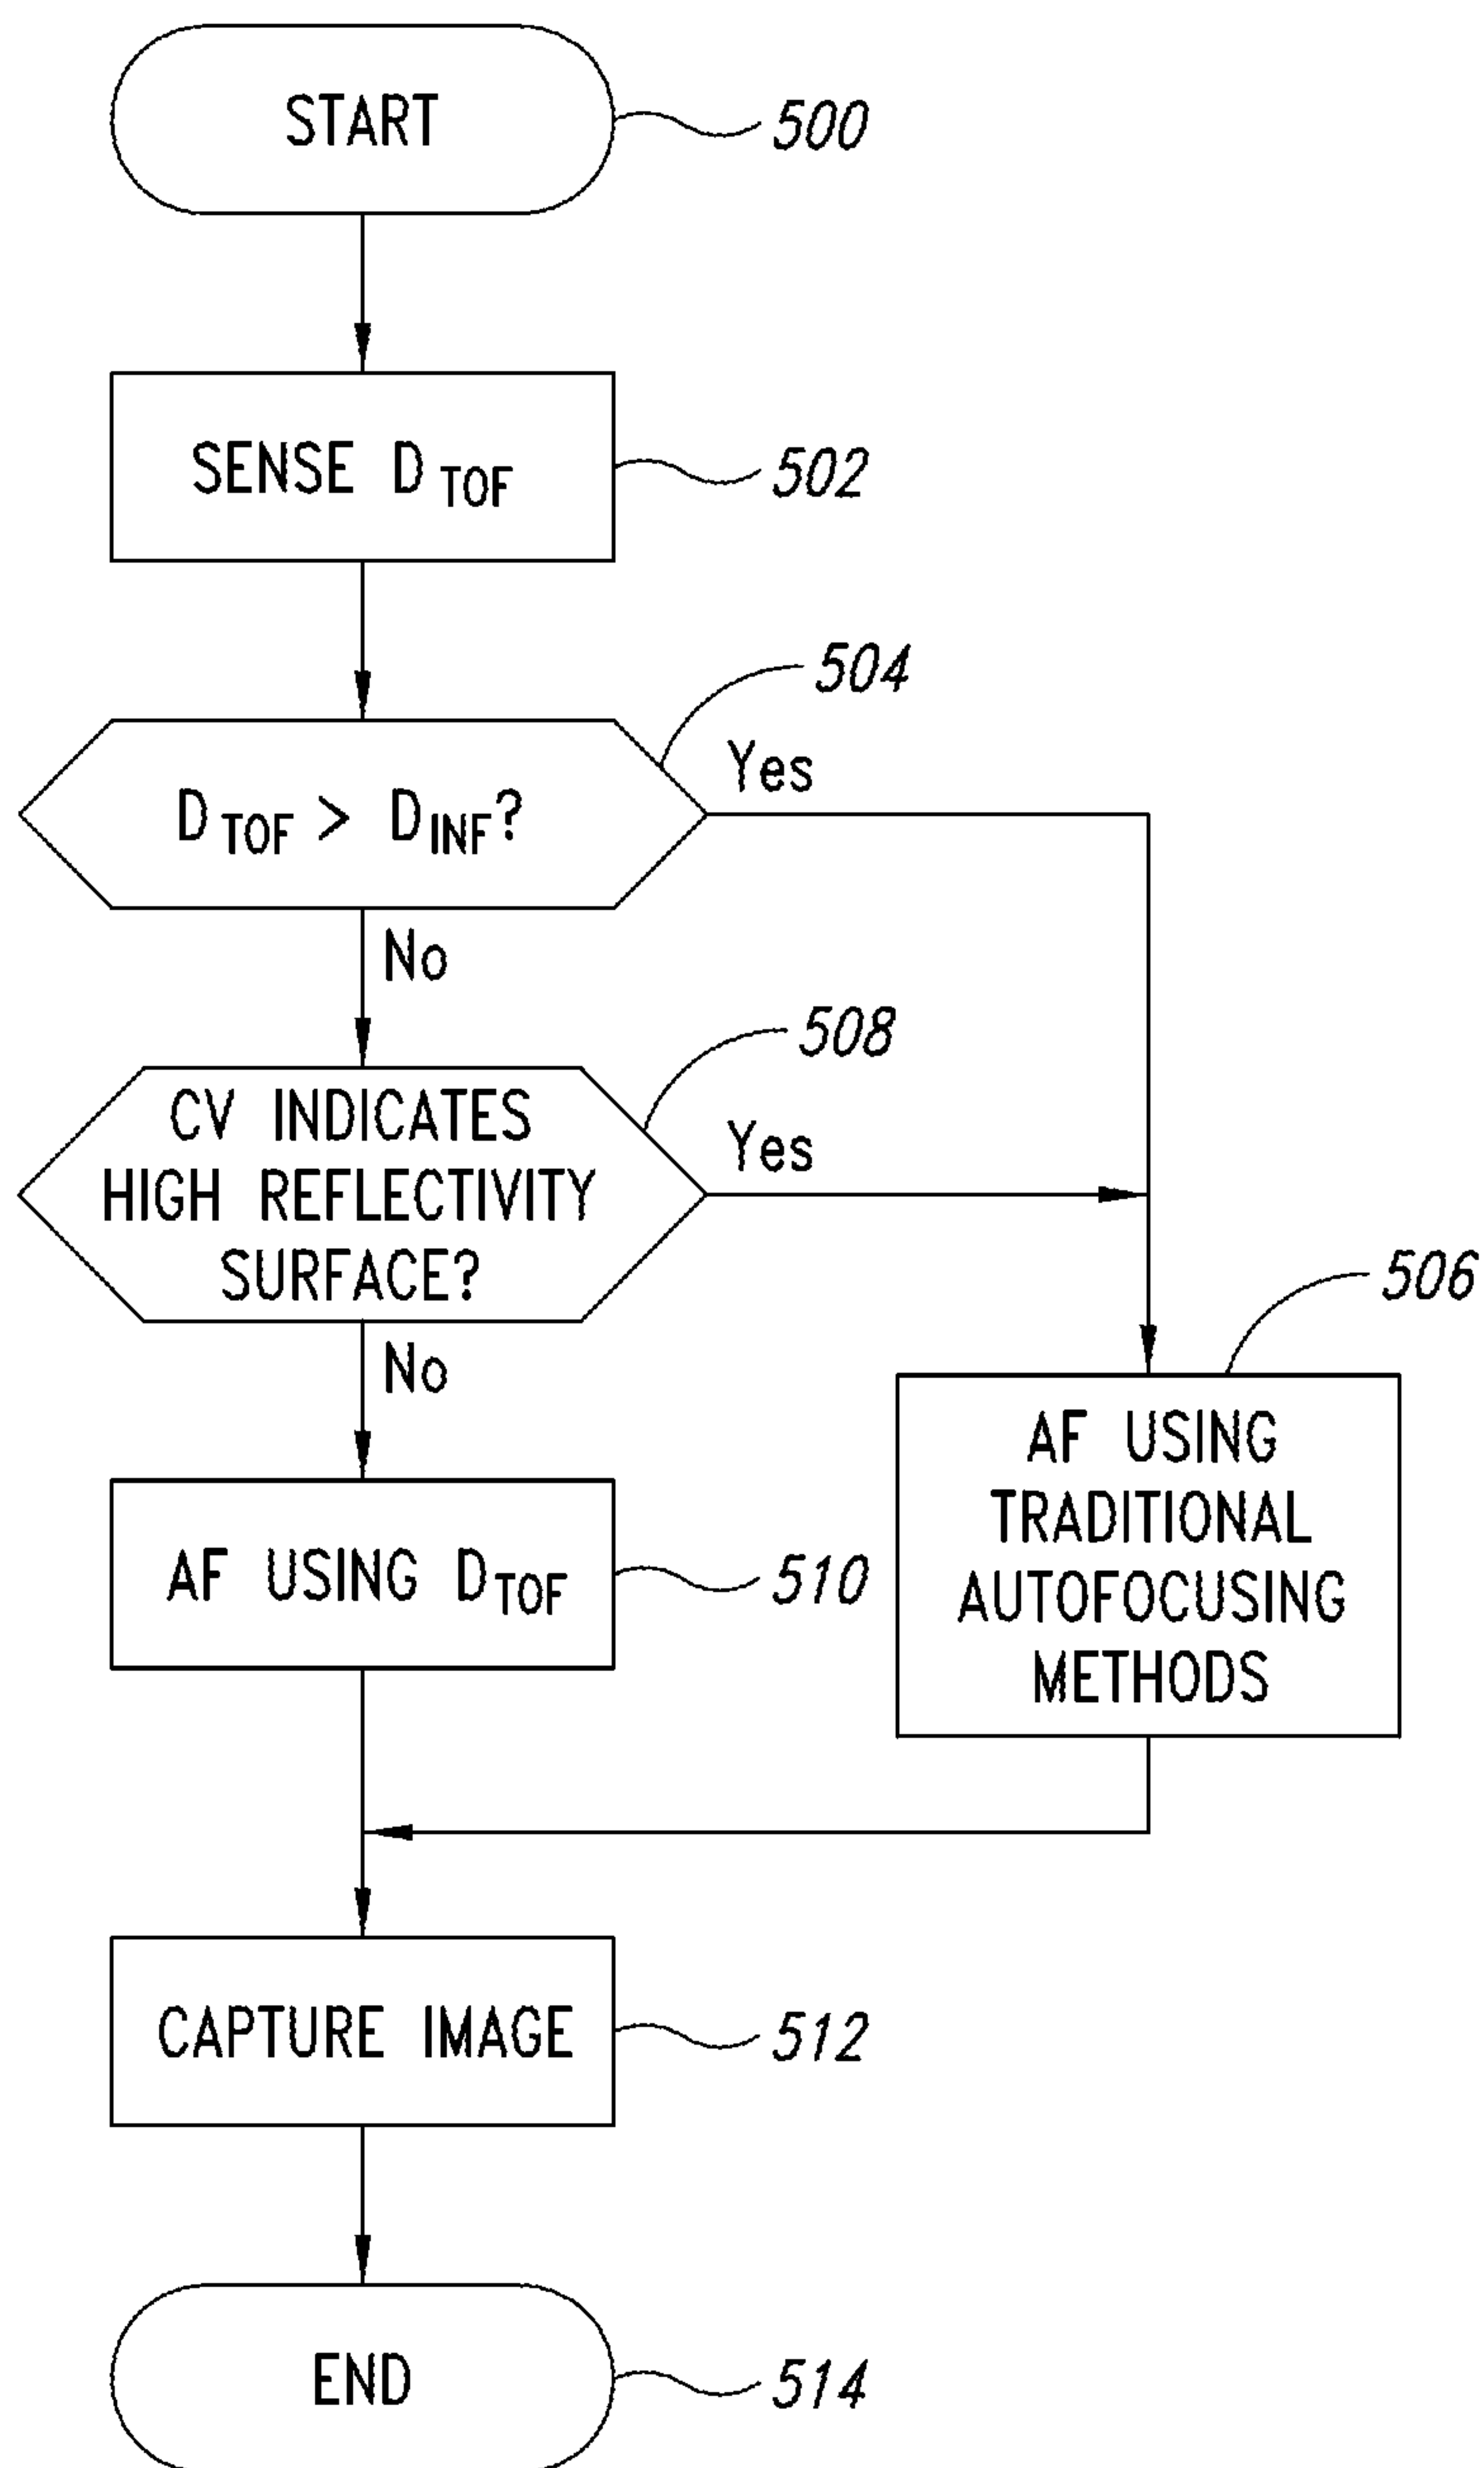 START
500
SENSE D TOF
502
504
D TOF > D INF?
Yes
No
508
CV INDICATES
HIGH REFLECTIVITY
SURFACE?
Yes
No
506
AF USING
TRADITIONAL
AUTOFOCUSING
METHODS
AF USING D TOF
510
CAPTURE IMAGE
512
END
514